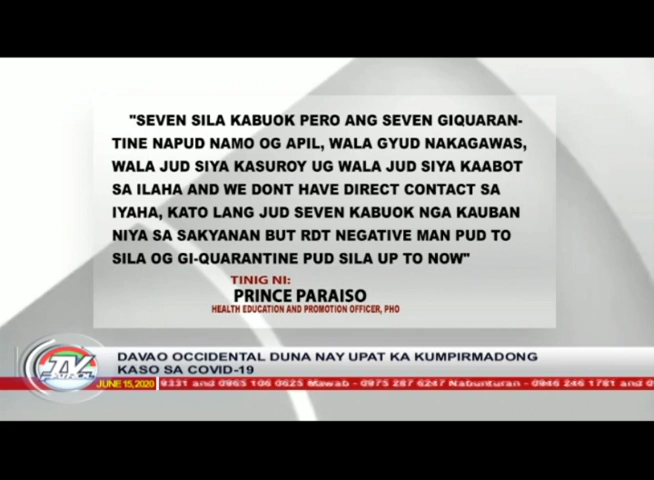 "SEVEN SILA KABUOK PERO ANG SEVEN GIQUARAN-
TINE NAPUD NAMO OG APIL, WALA GYUD NAKAGAWAS,
WALA JUD SIYA KASUROY UG WALA JUD SIYA KAABOT
SA ILAHA AND WE DONT HAVE DIRECT CONTACT SA
IYAHA, KATO LANG JUD SEVEN KABUOK NGA KAUBAN
NIYA SA SAKYANAN BUT RDT NEGATIVE MAN PUD TO
SILA OG GI-QUARANTINE PUD SILA UP TO NOW"
TINIG NI:
PRINCE PARAISO
HEALTH EDUCATION AND PROMOTION OFFICER, PHO
TV PATROL
DAVAO OCCIDENTAL DUNA NAY UPAT KA KUMPIRMADONG
KASO SA COVID-19
JUNE 15, 2020
9331 and 0965 106 0625 Mawab - 0975 287 6247 Nabunturan - 0946 246 1781 and 0